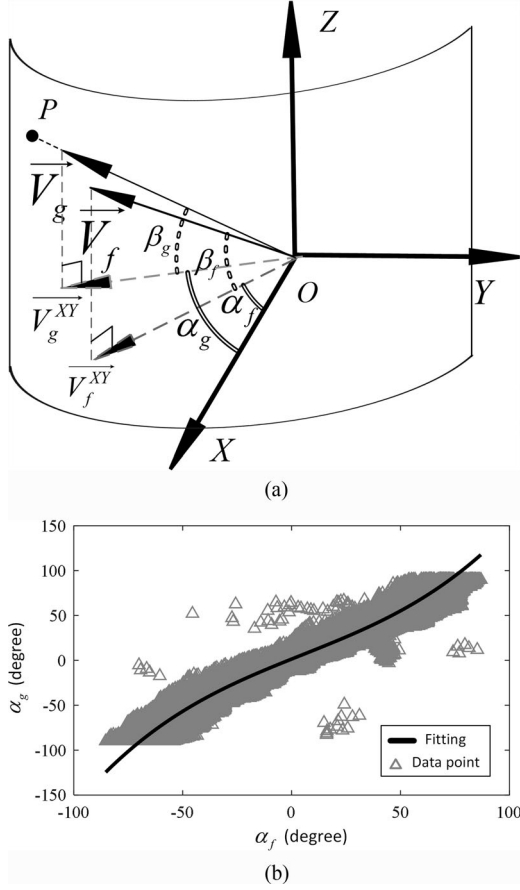 Z
P
V_g
V_f
β_g
β_f
O
Y
V_g^{XY}
α_g
α_f
V_f^{XY}
X
(a)
150
100
50
0
-50
-100
-150
α_g (degree)
Fitting
Data point
-100
-50
0
50
100
α_f (degree)
(b)